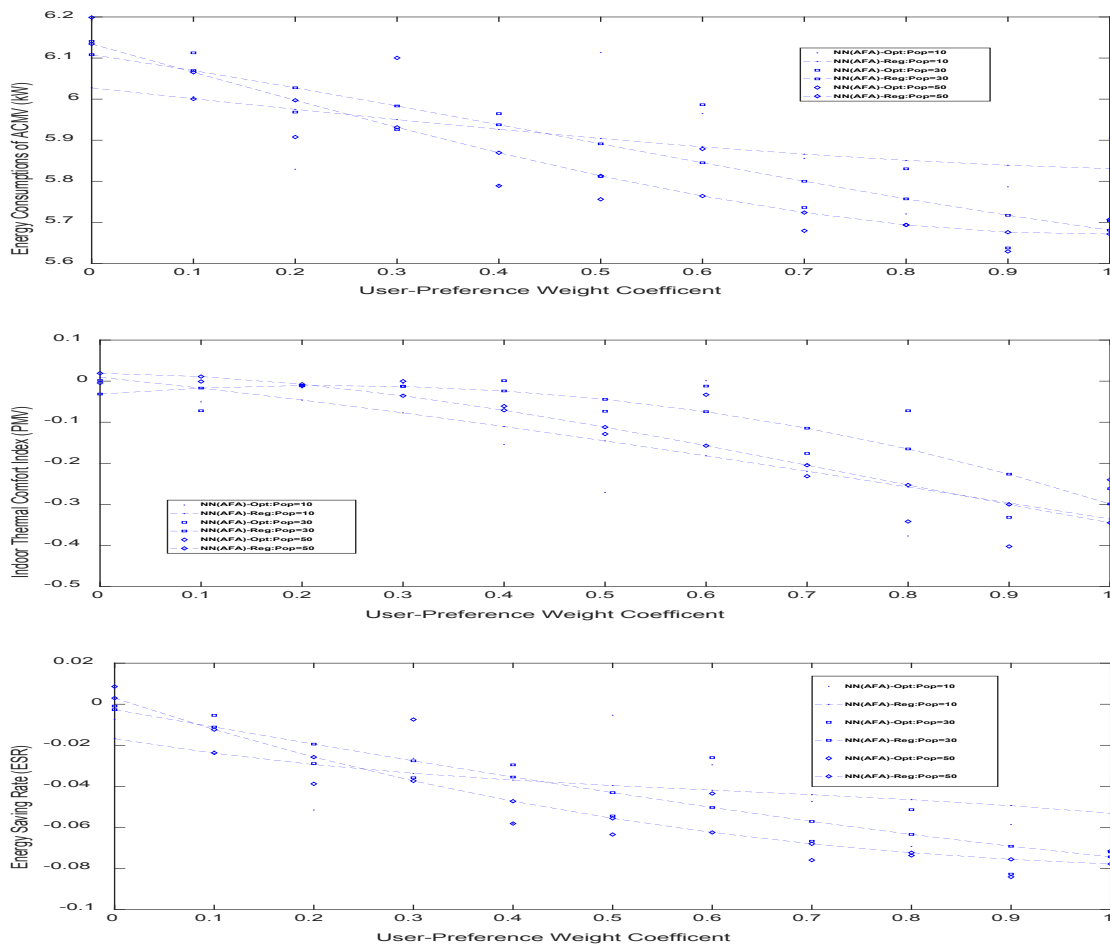 6.2
6.1
6
5.9
5.8
5.7
5.6
Energy Consumptions of ACMV (kW)
NN(AFA)-Opt:Pop=10
NN(AFA)-Reg:Pop=10
NN(AFA)-Opt:Pop=30
NN(AFA)-Reg:Pop=30
NN(AFA)-Opt:Pop=50
NN(AFA)-Reg:Pop=50
0 0.1 0.2 0.3 0.4 0.5 0.6 0.7 0.8 0.9 1
User-Preference Weight Coefficent
0.1
0
-0.1
-0.2
-0.3
-0.4
-0.5
Indoor Thermal Comfort Index (PMV)
NN(AFA)-Opt:Pop=10
NN(AFA)-Reg:Pop=10
NN(AFA)-Opt:Pop=30
NN(AFA)-Reg:Pop=30
NN(AFA)-Opt:Pop=50
NN(AFA)-Reg:Pop=50
0 0.1 0.2 0.3 0.4 0.5 0.6 0.7 0.8 0.9 1
User-Preference Weight Coefficent
0.02
0
-0.02
-0.04
-0.06
-0.08
-0.1
Energy Saving Rate (ESR)
NN(AFA)-Opt:Pop=10
NN(AFA)-Reg:Pop=10
NN(AFA)-Opt:Pop=30
NN(AFA)-Reg:Pop=30
NN(AFA)-Opt:Pop=50
NN(AFA)-Reg:Pop=50
0 0.1 0.2 0.3 0.4 0.5 0.6 0.7 0.8 0.9 1
User-Preference Weight Coefficent